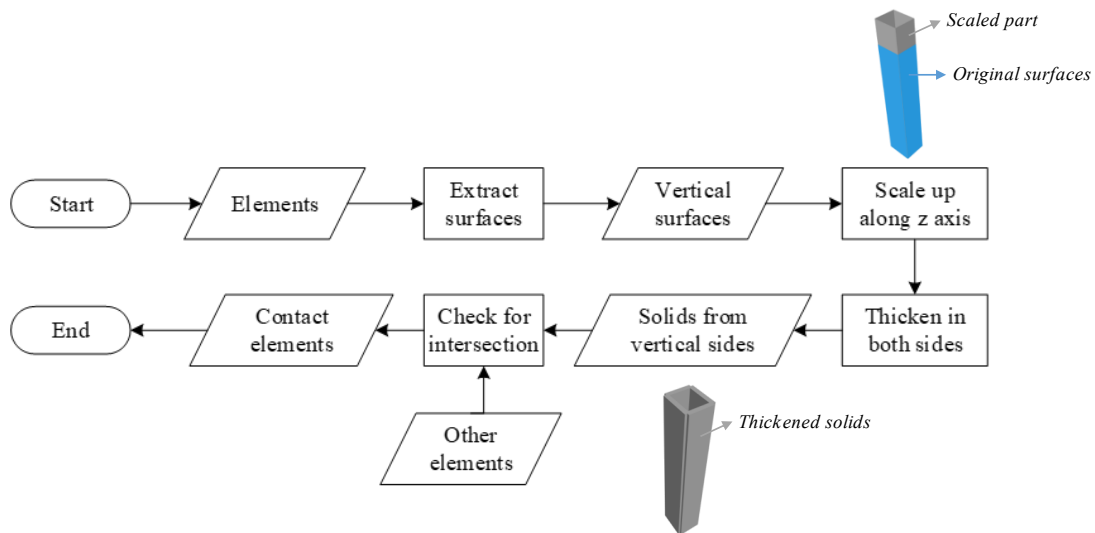 Scaled part
Original surfaces
Start
Elements
Extract
surfaces
Vertical
surfaces
Scale up
along z axis
End
Contact
elements
Check for
intersection
Solids from
vertical sides
Thicken in
both sides
Other
elements
Thickened solids